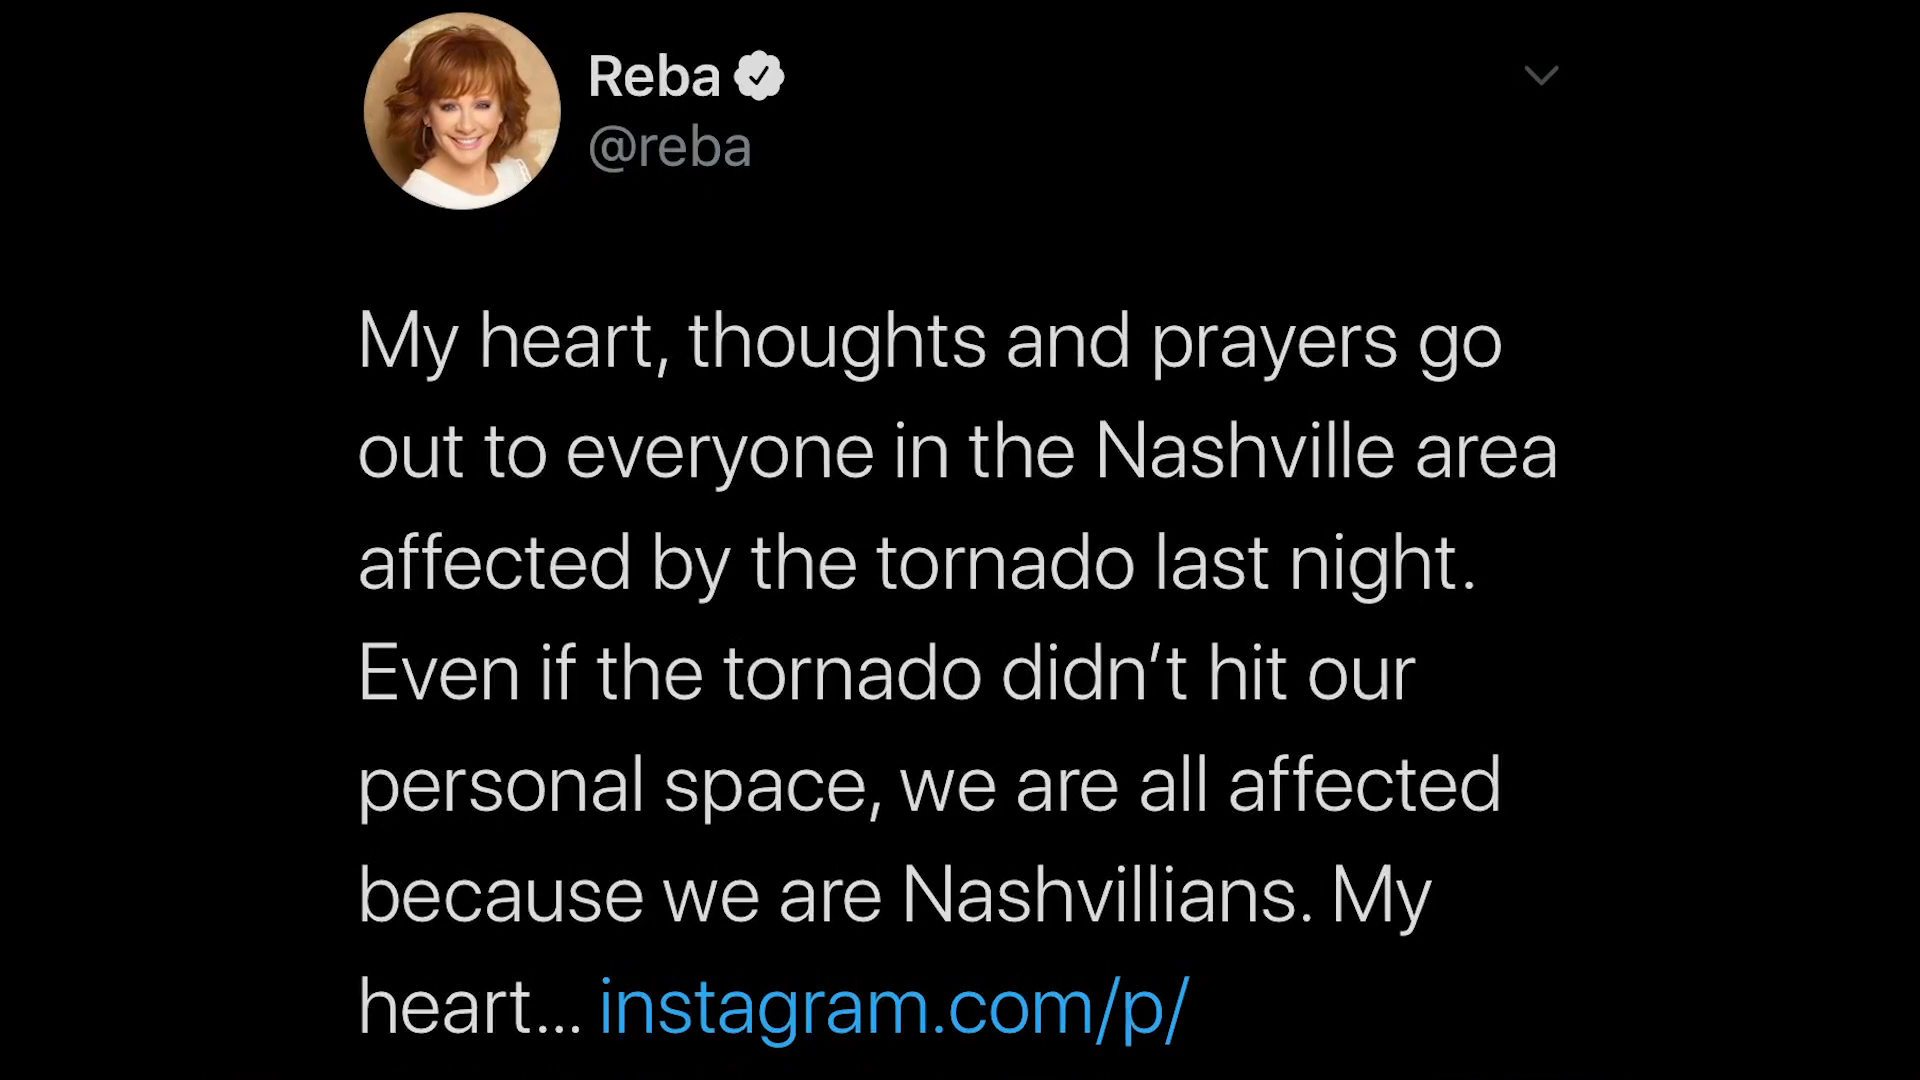 Reba
@reba
My heart, thoughts and prayers go
out to everyone in the Nashville area
affected by the tornado last night.
Even if the tornado didn’t hit our
personal space, we are all affected
because we are Nashvillians. My
heart... instagram.com/p/